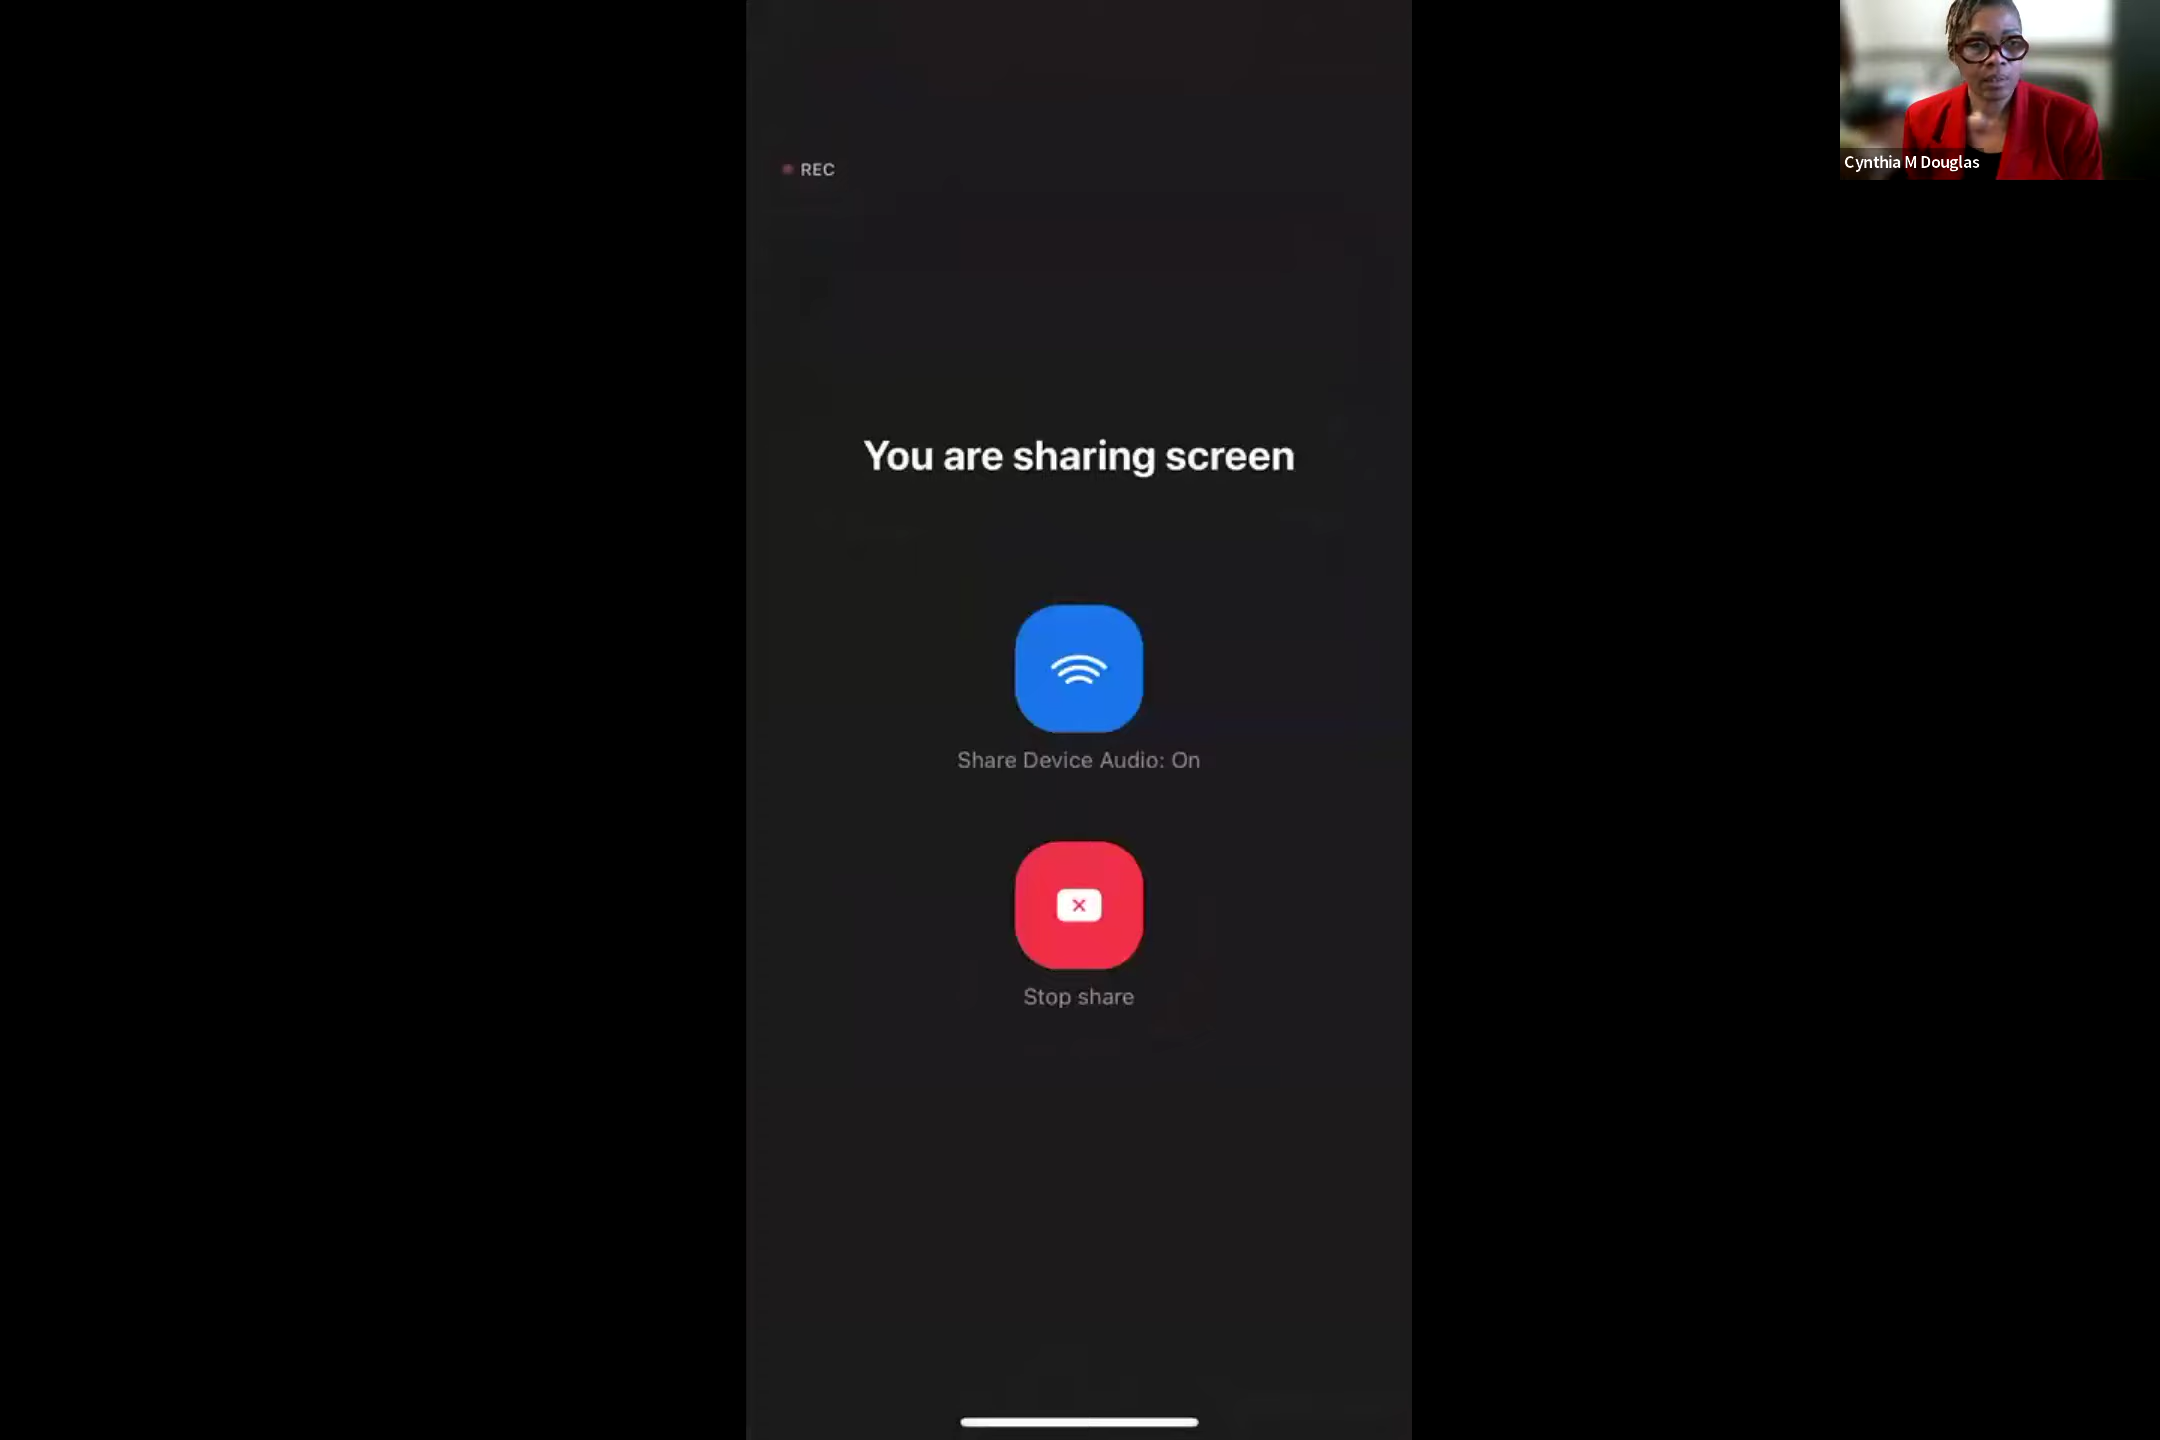 REC
You are sharing screen
Share Device Audio: On
Stop share
Cynthia M Douglas